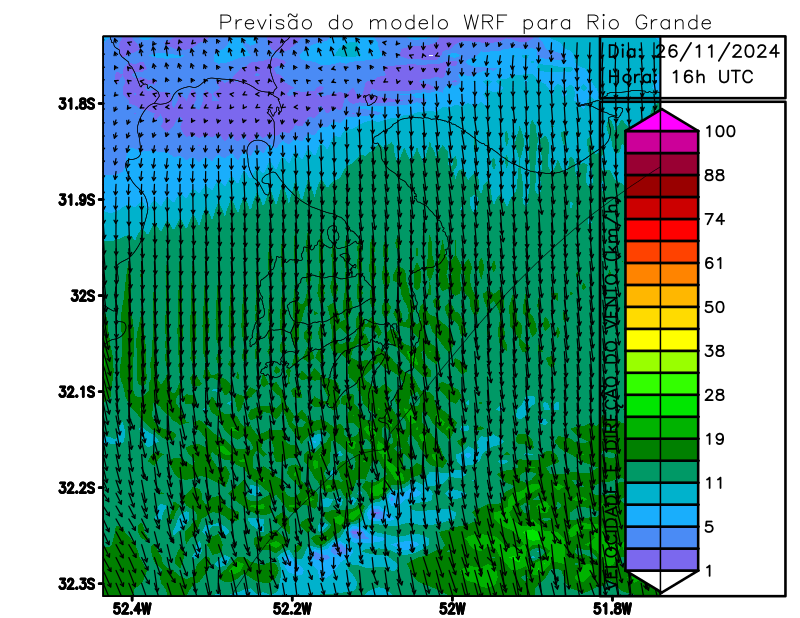 Previsão do modelo WRF para Rio Grande
Dia: 26/11/2024
Hora: 16h UTC
VELOCIDADE E DIREÇÃO DO VENTO (km/h)
100
88
74
61
50
38
28
19
11
5
1
31.8S
31.9S
32S
32.1S
32.2S
32.3S
52.4W
52.2W
52W
51.8W